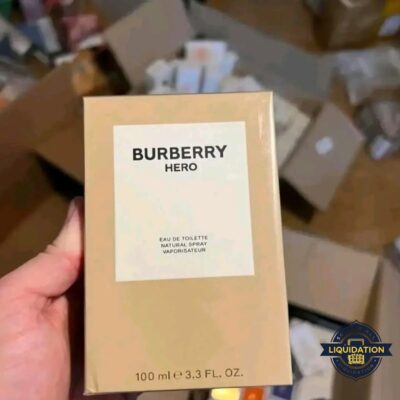 BURBERRY
HERO
EAU DE TOILETTE
NATURAL SPRAY
VAPORISATEUR
100 ml ℮ 3.3 FL. OZ.
LIQUIDATION